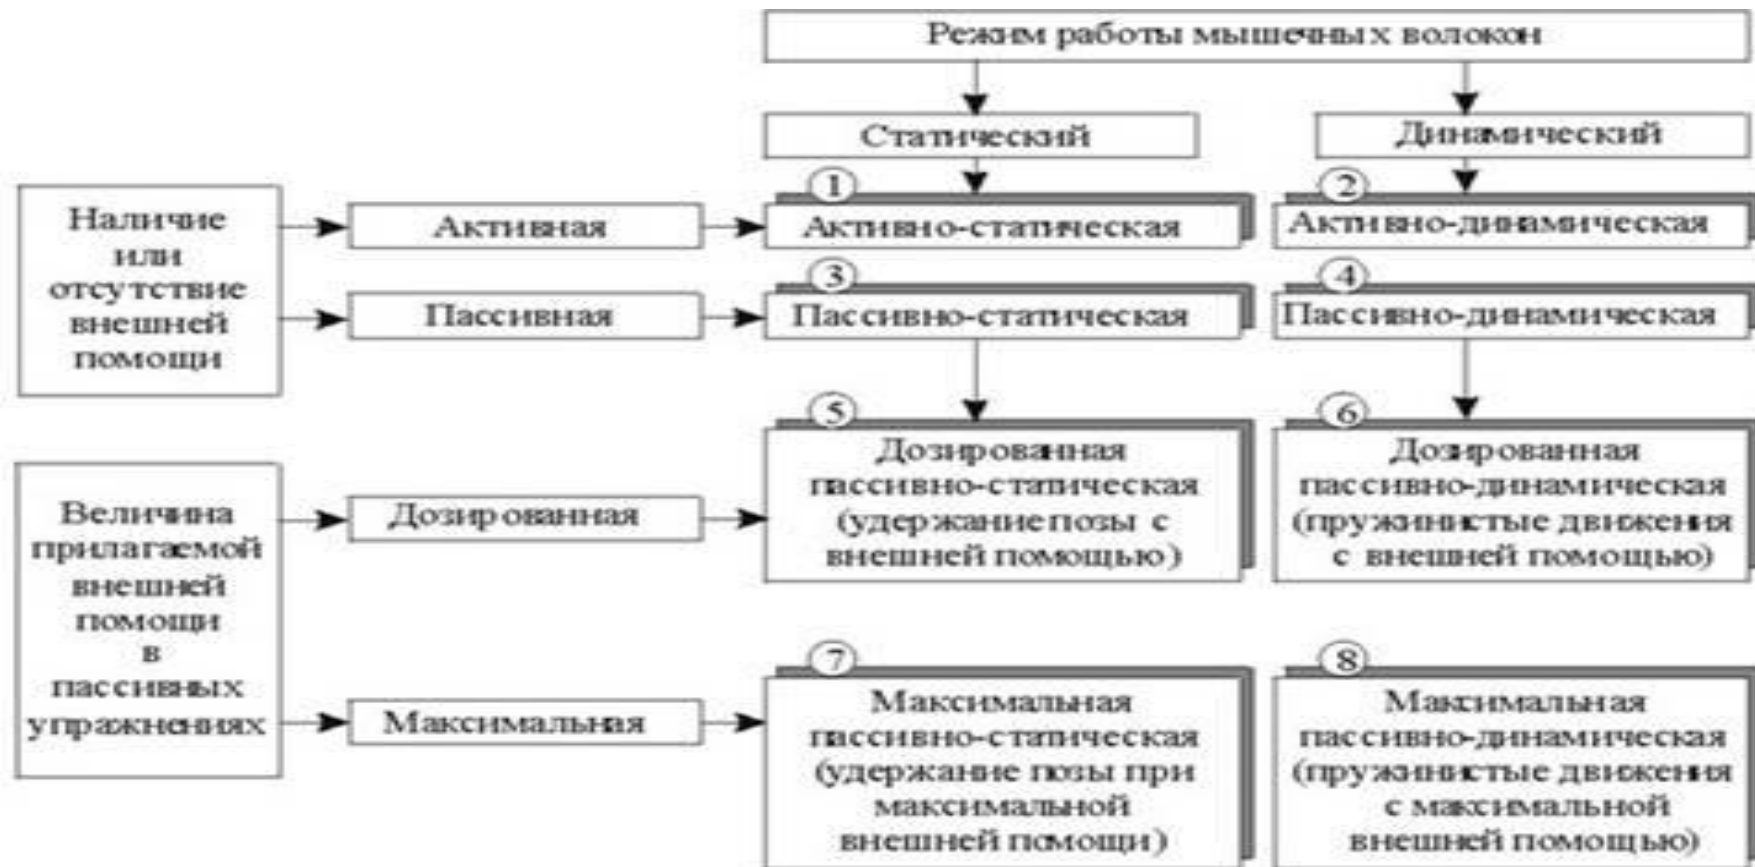 Режим работы мышечных волокон
Статический
Динамический
Наличие
или
отсутствие
внешней
помощи
Активная
1
Активно-статическая
2
Активно-динамическая
Пассивная
3
Пассивно-статическая
4
Пассивно-динамическая
Величина
прилагаемой
внешней
помощи
в
пассивных
упражнениях
Дозированная
5
Дозированная
пассивно-статическая
(удержание позы с
внешней помощью)
6
Дозированная
пассивно-динамическая
(пружинистые движения
с внешней помощью)
Максимальная
7
Максимальная
пассивно-статическая
(удержание позы при
максимальной
внешней помощи)
8
Максимальная
пассивно-динамическая
(пружинистые движения
с максимальной
внешней помощью)